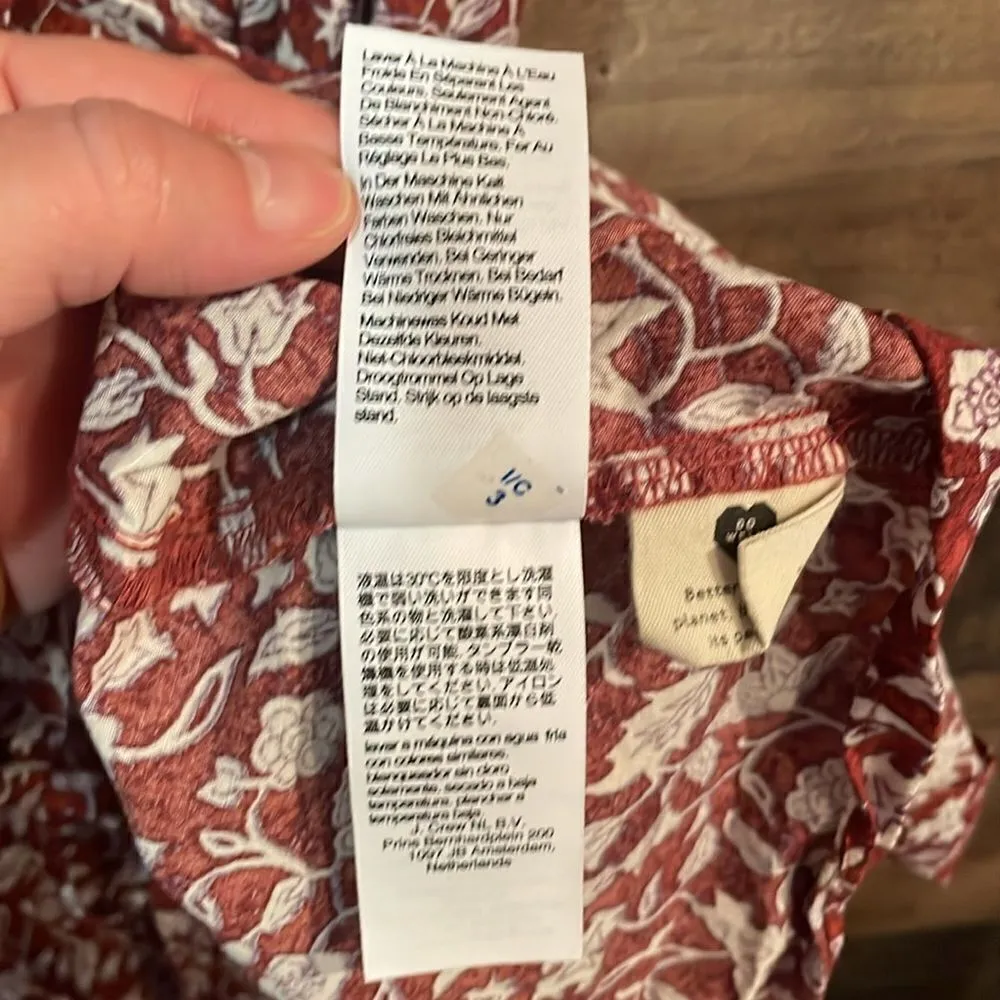 Laver À La Machine À L'Eau
Froide En Séparant Les
Couleurs, Seulement Agent
De Blanchiment Non-Chloré.
Sécher À La Machine À
Basse Température. Fer Au
Réglage Le Plus Bas.
In Der Maschine Kalt
Waschen Mit Ähnlichen
Farben Waschen. Nur
Chlorfreies Bleichmittel
Verwenden. Bei Geringer
Wärme Trocknen. Bei Bedarf
Bei Niedriger Wärme Bügeln.
Machinewas Koud Met
Dezelfde Kleuren.
Niet-Chloorbleekmiddel.
Droogtrommel Op Lage
Stand. Strijk op de laagste
stand.
I/C
3
液温は30℃を限度とし洗濯
機で弱い洗いができます同
色系の物と洗濯して下さい
必要に応じて酸素系漂白剤
の使用が可能. タンブラー乾
燥機を使用する時は低温処
理をしてください. アイロン
は必要に応じて裏面から低
温かけてください.
lavar a máquina con agua fría
con colores similares,
blanqueador sin cloro
solamente, secado a baja
temperatura, planchar a
temperatura baja.
J. Crew NL B.V.
Prins Bernhardplein 200
1097 JB Amsterdam,
Netherlands
DO
Better
planet.
its